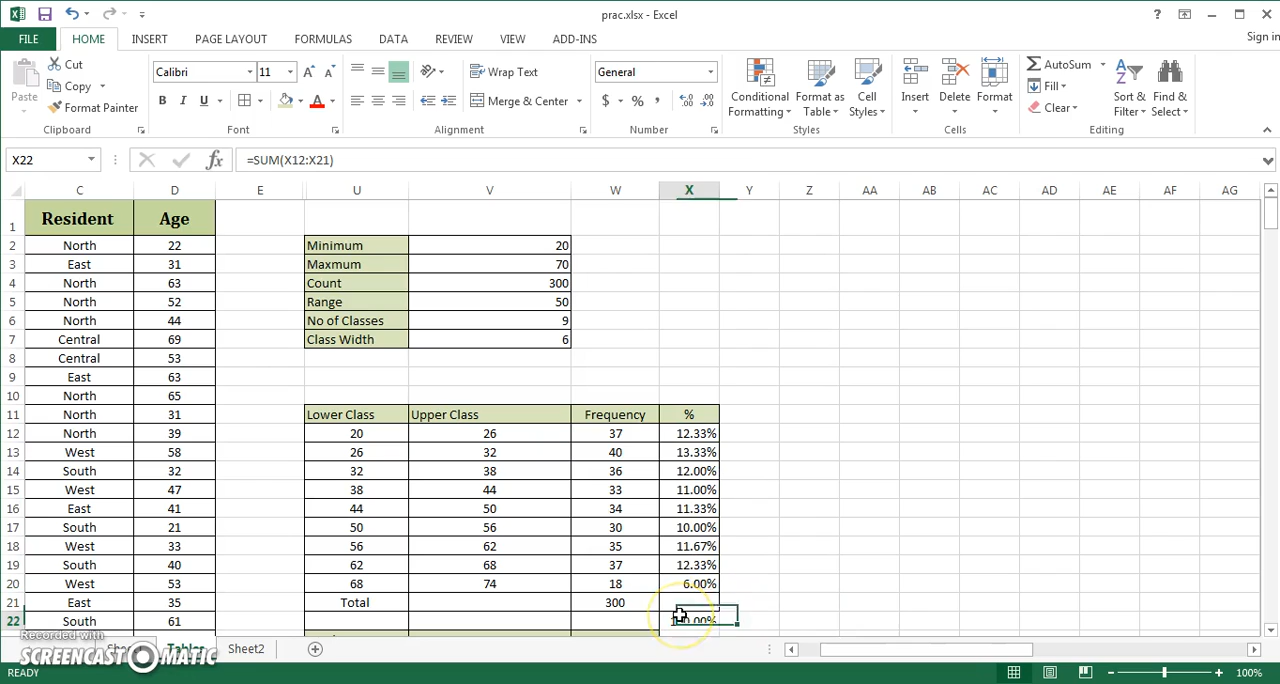 prac.xlsx - Excel
FILE HOME INSERT PAGE LAYOUT FORMULAS DATA REVIEW VIEW ADD-INS Sign in
Paste Cut Copy Format Painter Clipboard
Calibri 11 B I U A Font
Wrap Text Merge & Center Alignment
General $ % , Number
Conditional Formatting Format as Table Cell Styles Styles
Insert Delete Format Cells
AutoSum Fill Clear Sort & Filter Find & Select Editing
X22 fx =SUM(X12:X21)
C D E U V W X Y Z AA AB AC AD AE AF AG
1 Resident Age
2 North 22 Minimum 20
3 East 31 Maxmum 70
4 North 63 Count 300
5 North 52 Range 50
6 North 44 No of Classes 9
7 Central 69 Class Width 6
8 Central 53
9 East 63
10 North 65
11 North 31 Lower Class Upper Class Frequency %
12 North 39 20 26 37 12.33%
13 West 58 26 32 40 13.33%
14 South 32 32 38 36 12.00%
15 West 47 38 44 33 11.00%
16 East 41 44 50 34 11.33%
17 South 21 50 56 30 10.00%
18 West 33 56 62 35 11.67%
19 South 40 62 68 37 12.33%
20 West 53 68 74 18 6.00%
21 East 35 Total 300
22 South 61
Sheet2
Recorded with
SCREENCAST MATIC
READY 100%